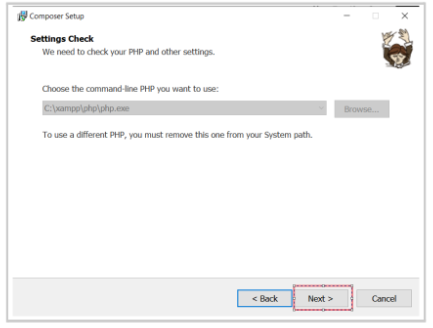 Composer Setup
Settings Check
We need to check your PHP and other settings.
Choose the command-line PHP you want to use:
C:\xampp\php\php.exe
Browse...
To use a different PHP, you must remove this one from your System path.
< Back
Next >
Cancel